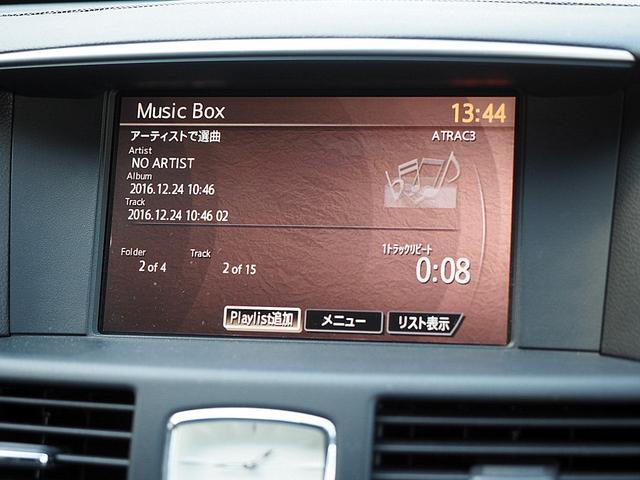 Music Box 13:44
アーティストで選曲 ATRAC3
Artist
NO ARTIST
Album
2016.12.24 10:46
Track
2016.12.24 10:46 02
1トラックリピート
Folder Track
2 of 4 2 of 15 0:08
Playlist追加 メニュー リスト表示